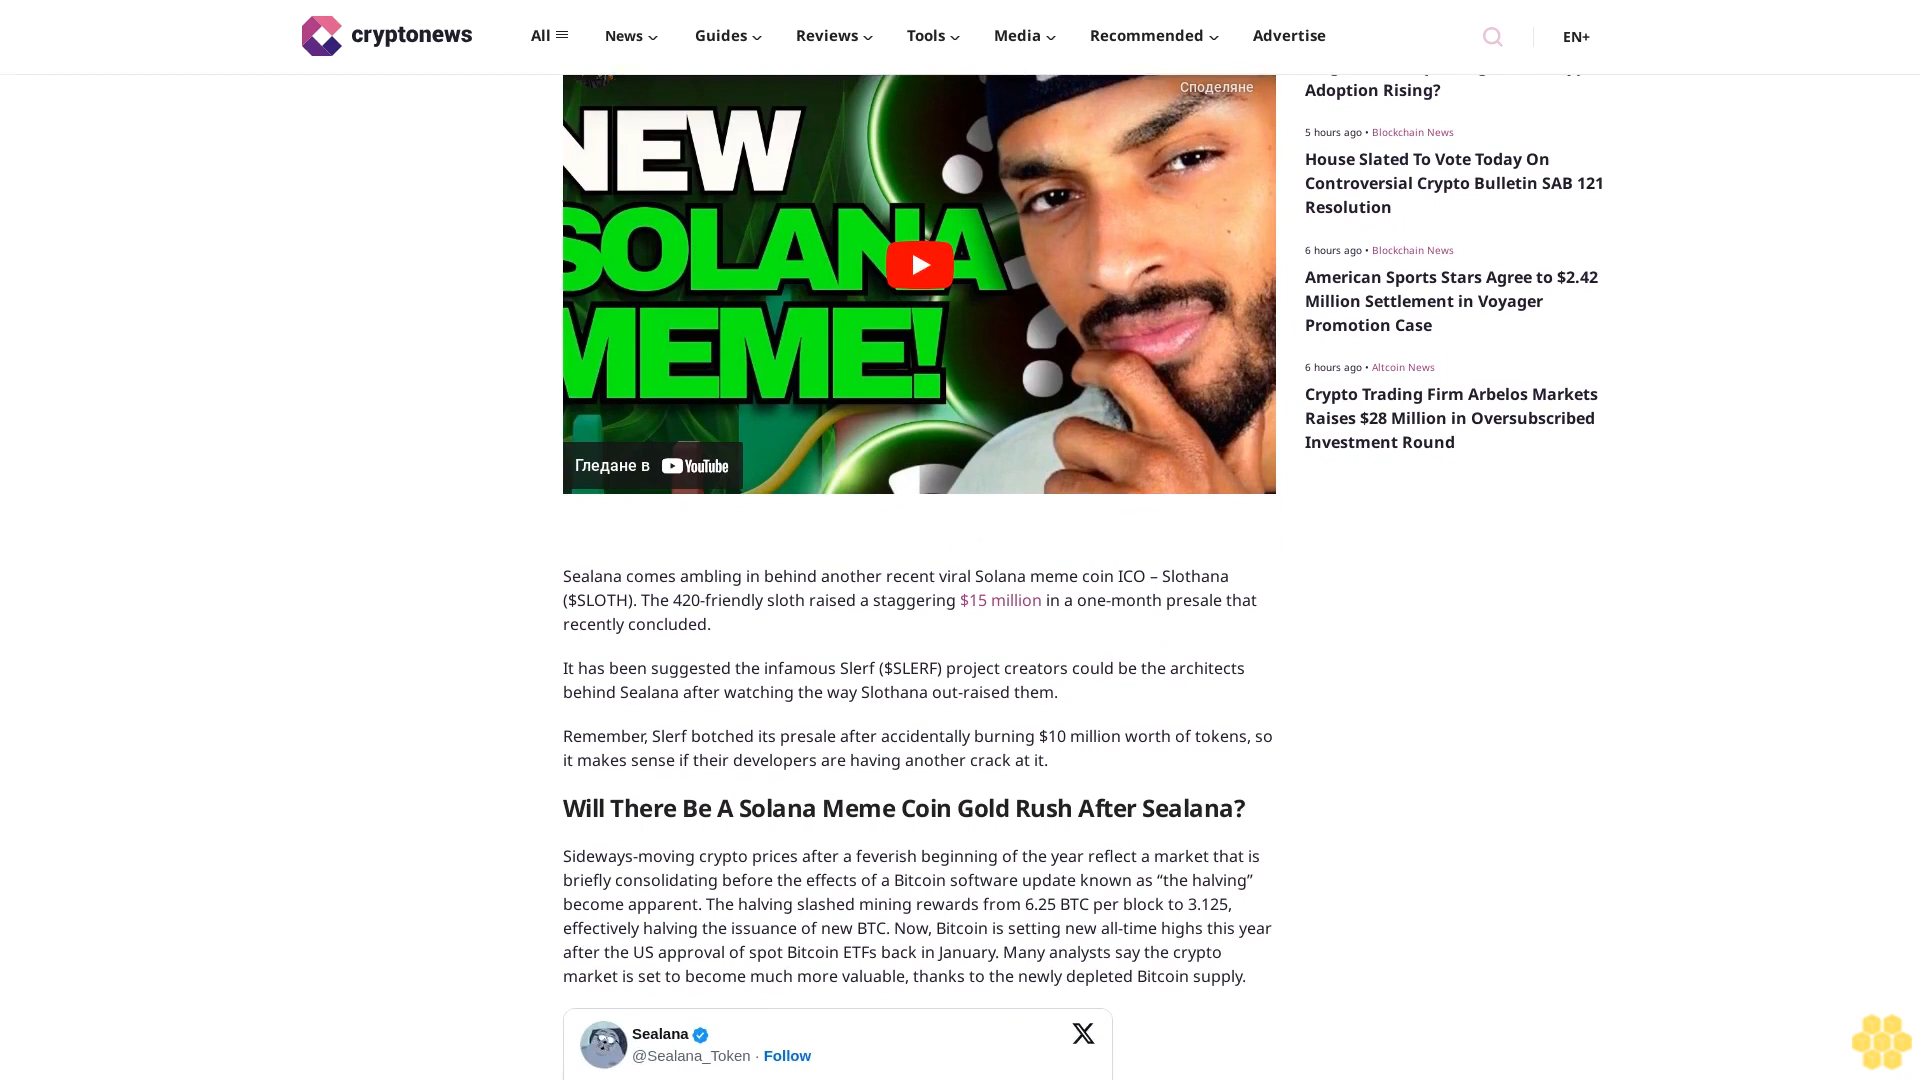 cryptonews
All
News
Guides
Reviews
Tools
Media
Recommended
Advertise
EN+
Споделяне
NEW
SOLANA
MEME!
Гледане в YouTube
Adoption Rising?
5 hours ago • Blockchain News
House Slated To Vote Today On
Controversial Crypto Bulletin SAB 121
Resolution
6 hours ago • Blockchain News
American Sports Stars Agree to $2.42
Million Settlement in Voyager
Promotion Case
6 hours ago • Altcoin News
Crypto Trading Firm Arbelos Markets
Raises $28 Million in Oversubscribed
Investment Round
Sealana comes ambling in behind another recent viral Solana meme coin ICO – Slothana
($SLOTH). The 420-friendly sloth raised a staggering $15 million in a one-month presale that
recently concluded.
It has been suggested the infamous Slerf ($SLERF) project creators could be the architects
behind Sealana after watching the way Slothana out-raised them.
Remember, Slerf botched its presale after accidentally burning $10 million worth of tokens, so
it makes sense if their developers are having another crack at it.
Will There Be A Solana Meme Coin Gold Rush After Sealana?
Sideways-moving crypto prices after a feverish beginning of the year reflect a market that is
briefly consolidating before the effects of a Bitcoin software update known as “the halving”
become apparent. The halving slashed mining rewards from 6.25 BTC per block to 3.125,
effectively halving the issuance of new BTC. Now, Bitcoin is setting new all-time highs this year
after the US approval of spot Bitcoin ETFs back in January. Many analysts say the crypto
market is set to become much more valuable, thanks to the newly depleted Bitcoin supply.
Sealana
@Sealana_Token · Follow